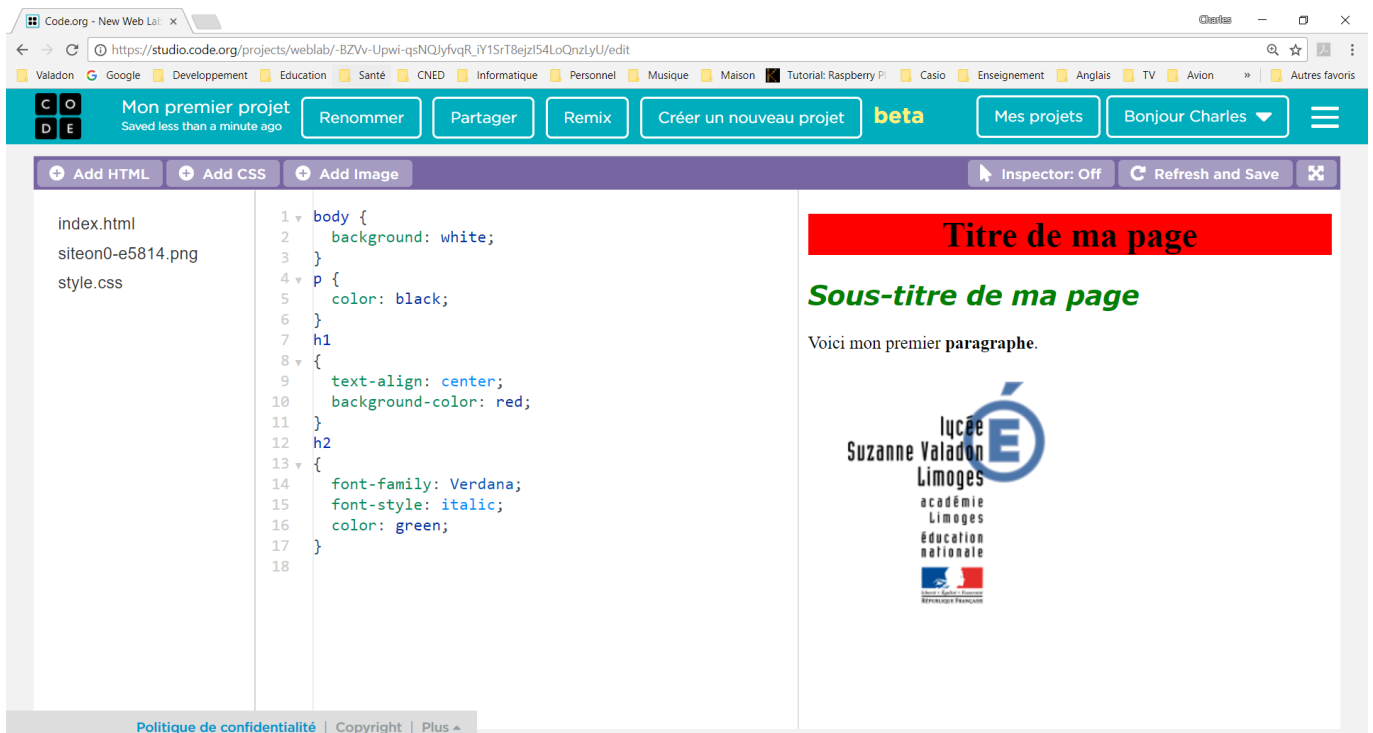 Code.org - New Web Lab
Charles
https://studio.code.org/projects/weblab/-BZVv-Upwi-qsNQJyfvqR_iY1SrT8ejzI54LoQnzLyU/edit
Valadon Google Developpement Education Santé CNED Informatique Personnel Musique Maison Tutorial: Raspberry Pi Casio Enseignement Anglais TV Avion » Autres favoris
CODE
Mon premier projet
Saved less than a minute ago
Renommer Partager Remix Créer un nouveau projet beta Mes projets Bonjour Charles
Add HTML Add CSS Add Image Inspector: Off Refresh and Save
index.html
siteon0-e5814.png
style.css
1 body {
2 background: white;
3 }
4 p {
5 color: black;
6 }
7 h1
8 {
9 text-align: center;
10 background-color: red;
11 }
12 h2
13 {
14 font-family: Verdana;
15 font-style: italic;
16 color: green;
17 }
18
Titre de ma page
Sous-titre de ma page
Voici mon premier paragraphe.
lycée
Suzanne Valadon
Limoges
académie
Limoges
éducation
nationale
Liberté • Égalité • Fraternité
RÉPUBLIQUE FRANÇAISE
Politique de confidentialité | Copyright | Plus